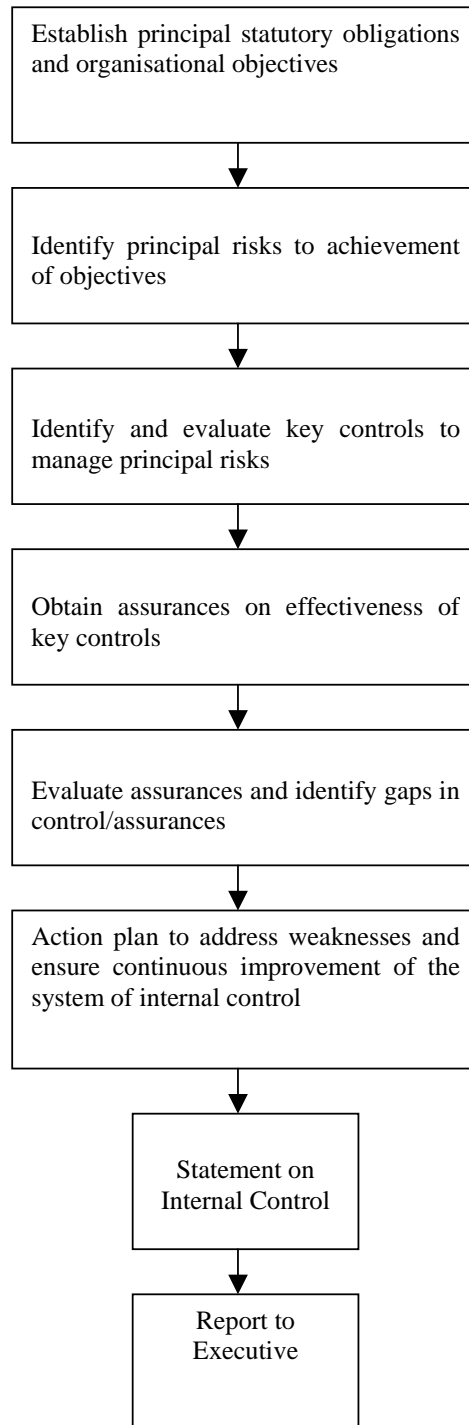 Establish principal statutory obligations
and organisational objectives
Identify principal risks to achievement
of objectives
Identify and evaluate key controls to
manage principal risks
Obtain assurances on effectiveness of
key controls
Evaluate assurances and identify gaps in
control/assurances
Action plan to address weaknesses and
ensure continuous improvement of the
system of internal control
Statement on
Internal Control
Report to
Executive